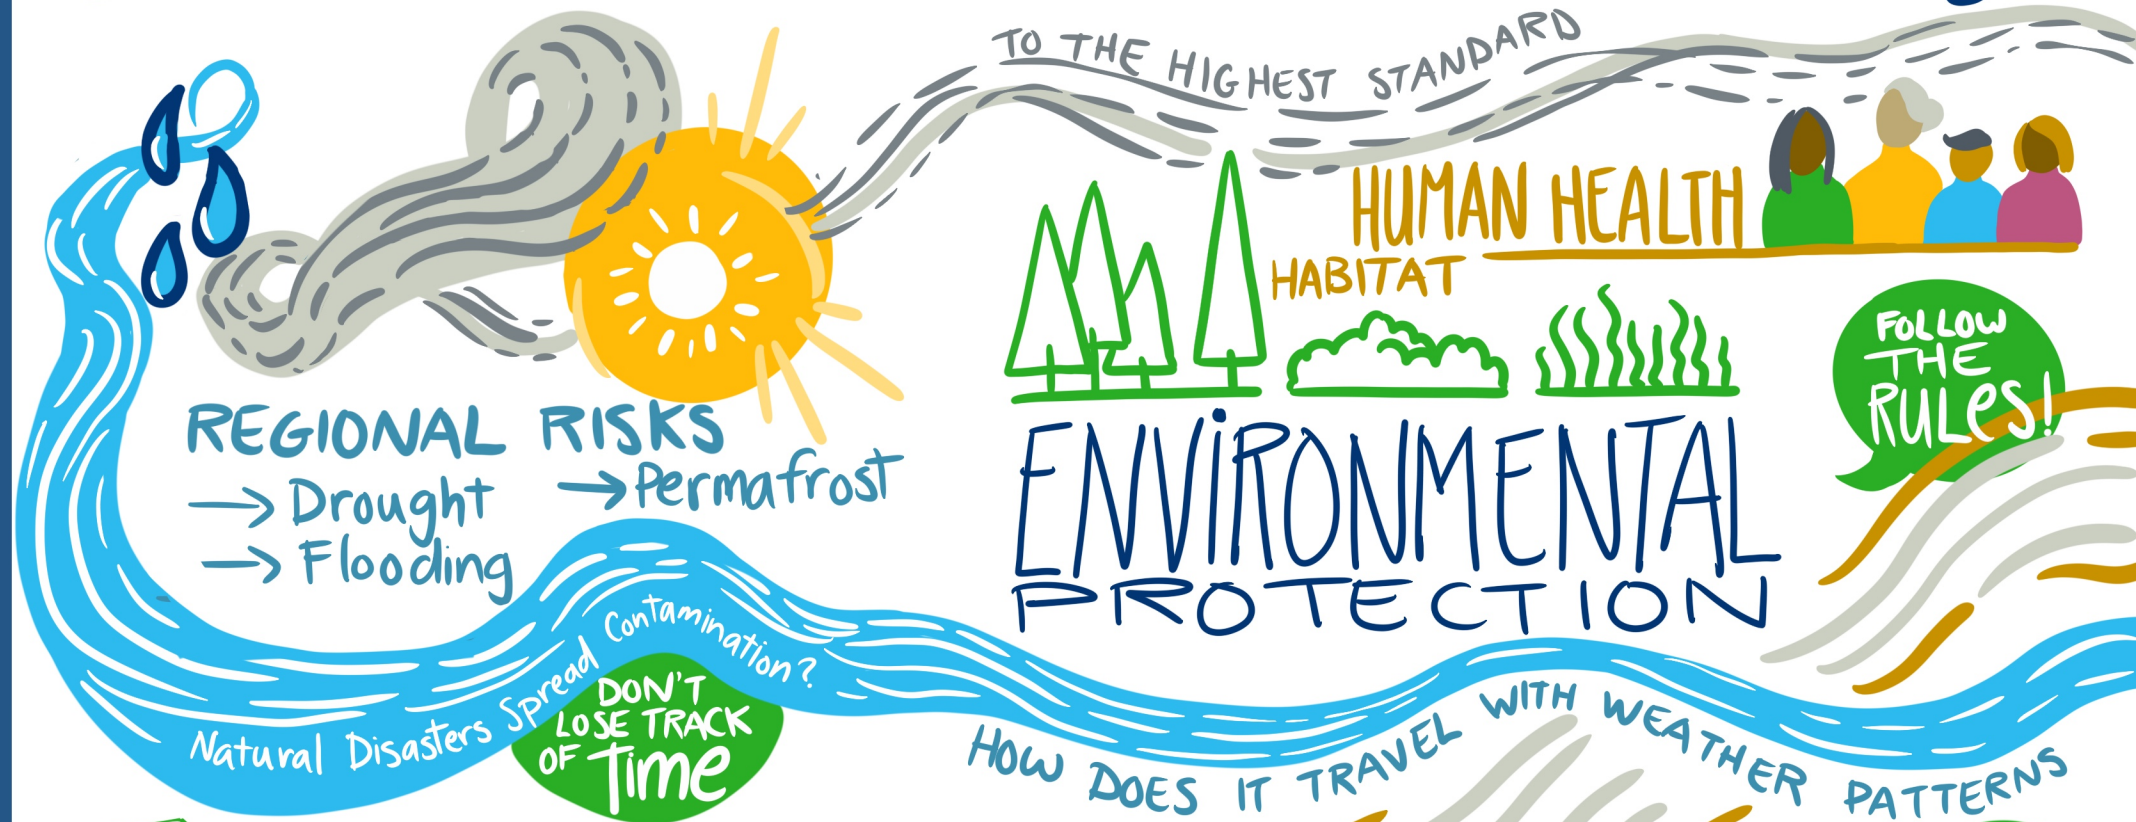 TO THE HIGHEST STANDARD
HUMAN HEALTH
HABITAT
FOLLOW
THE
RULes!
REGIONAL RISKS
→ Drought
→ Permafrost
→ Flooding
ENViRONMENTAL
PROTECTION
Natural Disasters Spread Contamination?
DON'T
LOSE TRACK
OF Time
HOW DOES IT TRAVEL WITH WEATHER PATTERNS